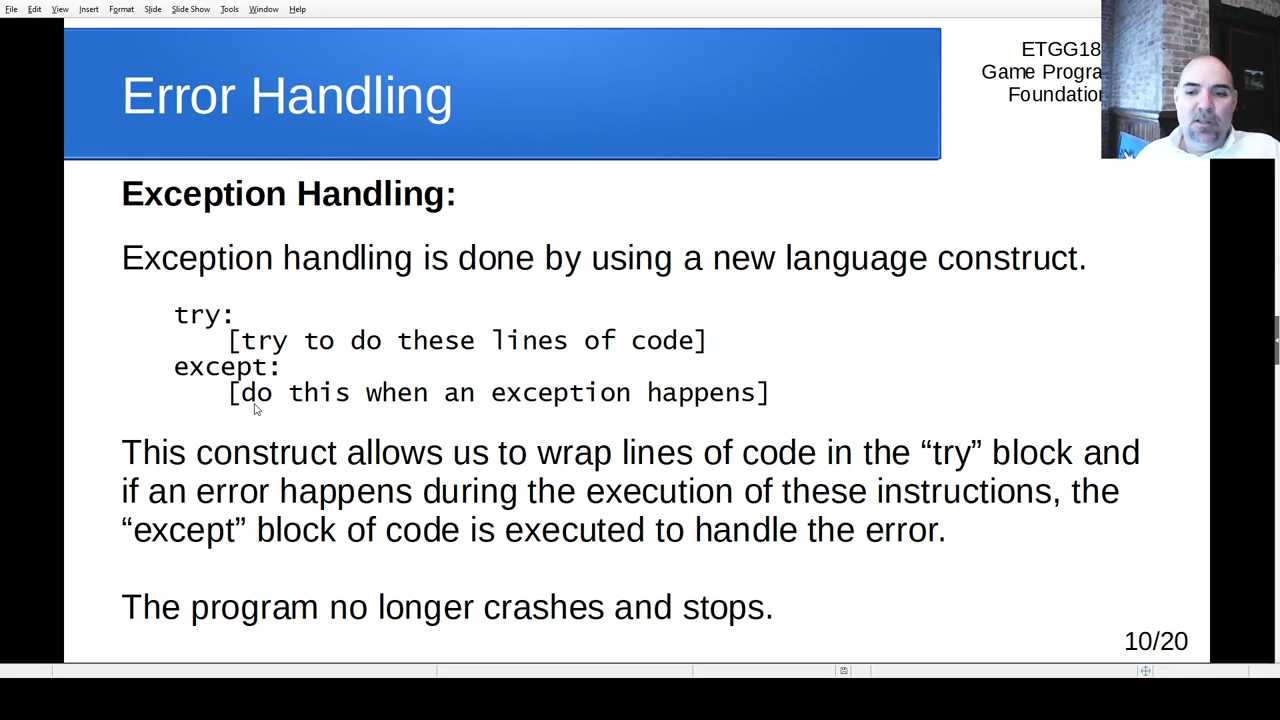 File Edit View Insert Format Slide Slide Show Tools Window Help
Error Handling
ETGG18
Game Progra
Foundation
Exception Handling:
Exception handling is done by using a new language construct.
try:
[try to do these lines of code]
except:
[do this when an exception happens]
This construct allows us to wrap lines of code in the “try” block and
if an error happens during the execution of these instructions, the
“except” block of code is executed to handle the error.
The program no longer crashes and stops.
10/20